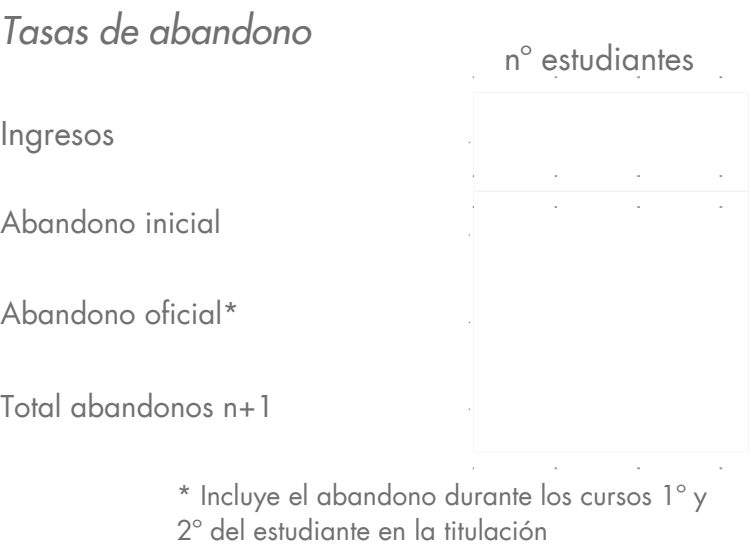 Tasas de abandono
nº estudiantes
Ingresos
Abandono inicial
Abandono oficial*
Total abandonos n+1
* Incluye el abandono durante los cursos 1º y
2º del estudiante en la titulación